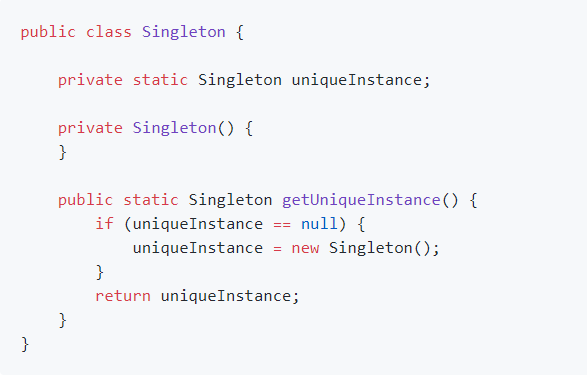 public class Singleton {
private static Singleton uniqueInstance;
private Singleton() {
}
public static Singleton getUniqueInstance() {
if (uniqueInstance == null) {
uniqueInstance = new Singleton();
}
return uniqueInstance;
}
}